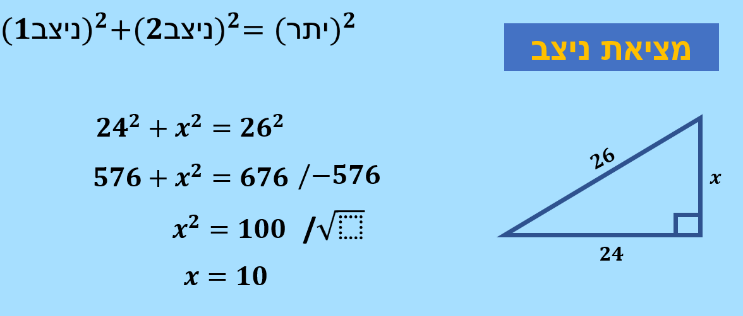 (ניצב1)²+(ניצב2)²= (יתר)²
מציאת ניצב
24² + x² = 26²
576 + x² = 676 /−576
x² = 100 /√
x = 10
26
x
24